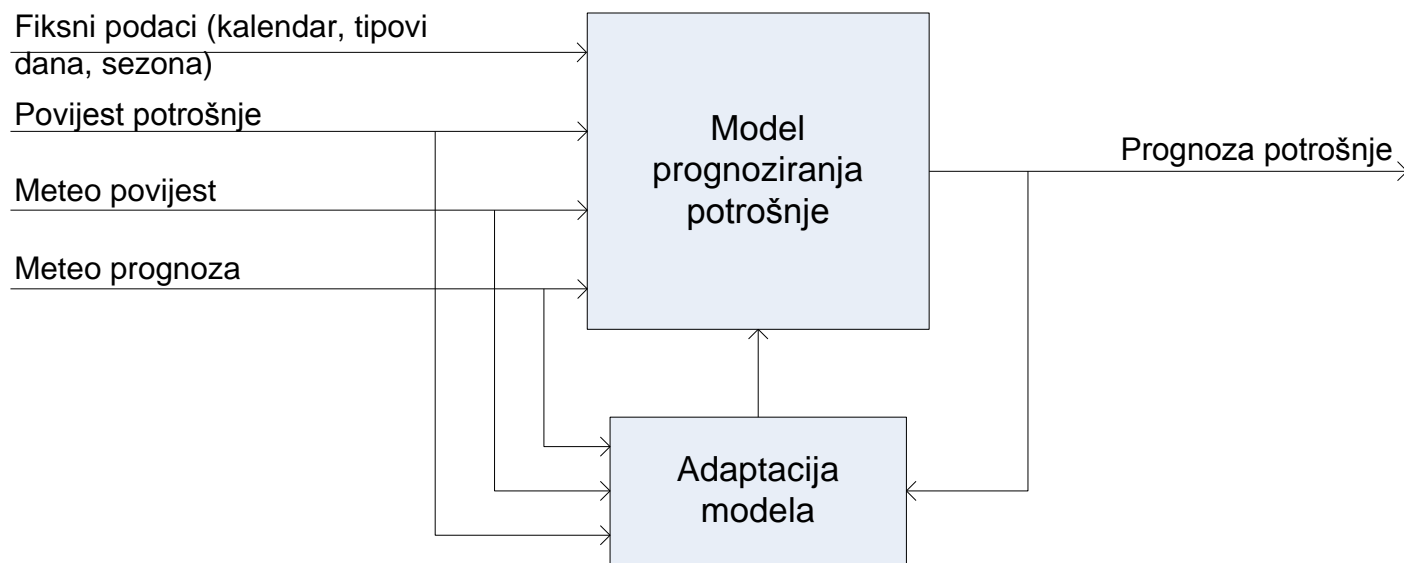 Fiksni podaci (kalendar, tipovi
dana, sezona)
Povijest potrošnje
Meteo povijest
Meteo prognoza
Model
prognoziranja
potrošnje
Prognoza potrošnje
Adaptacija
modela